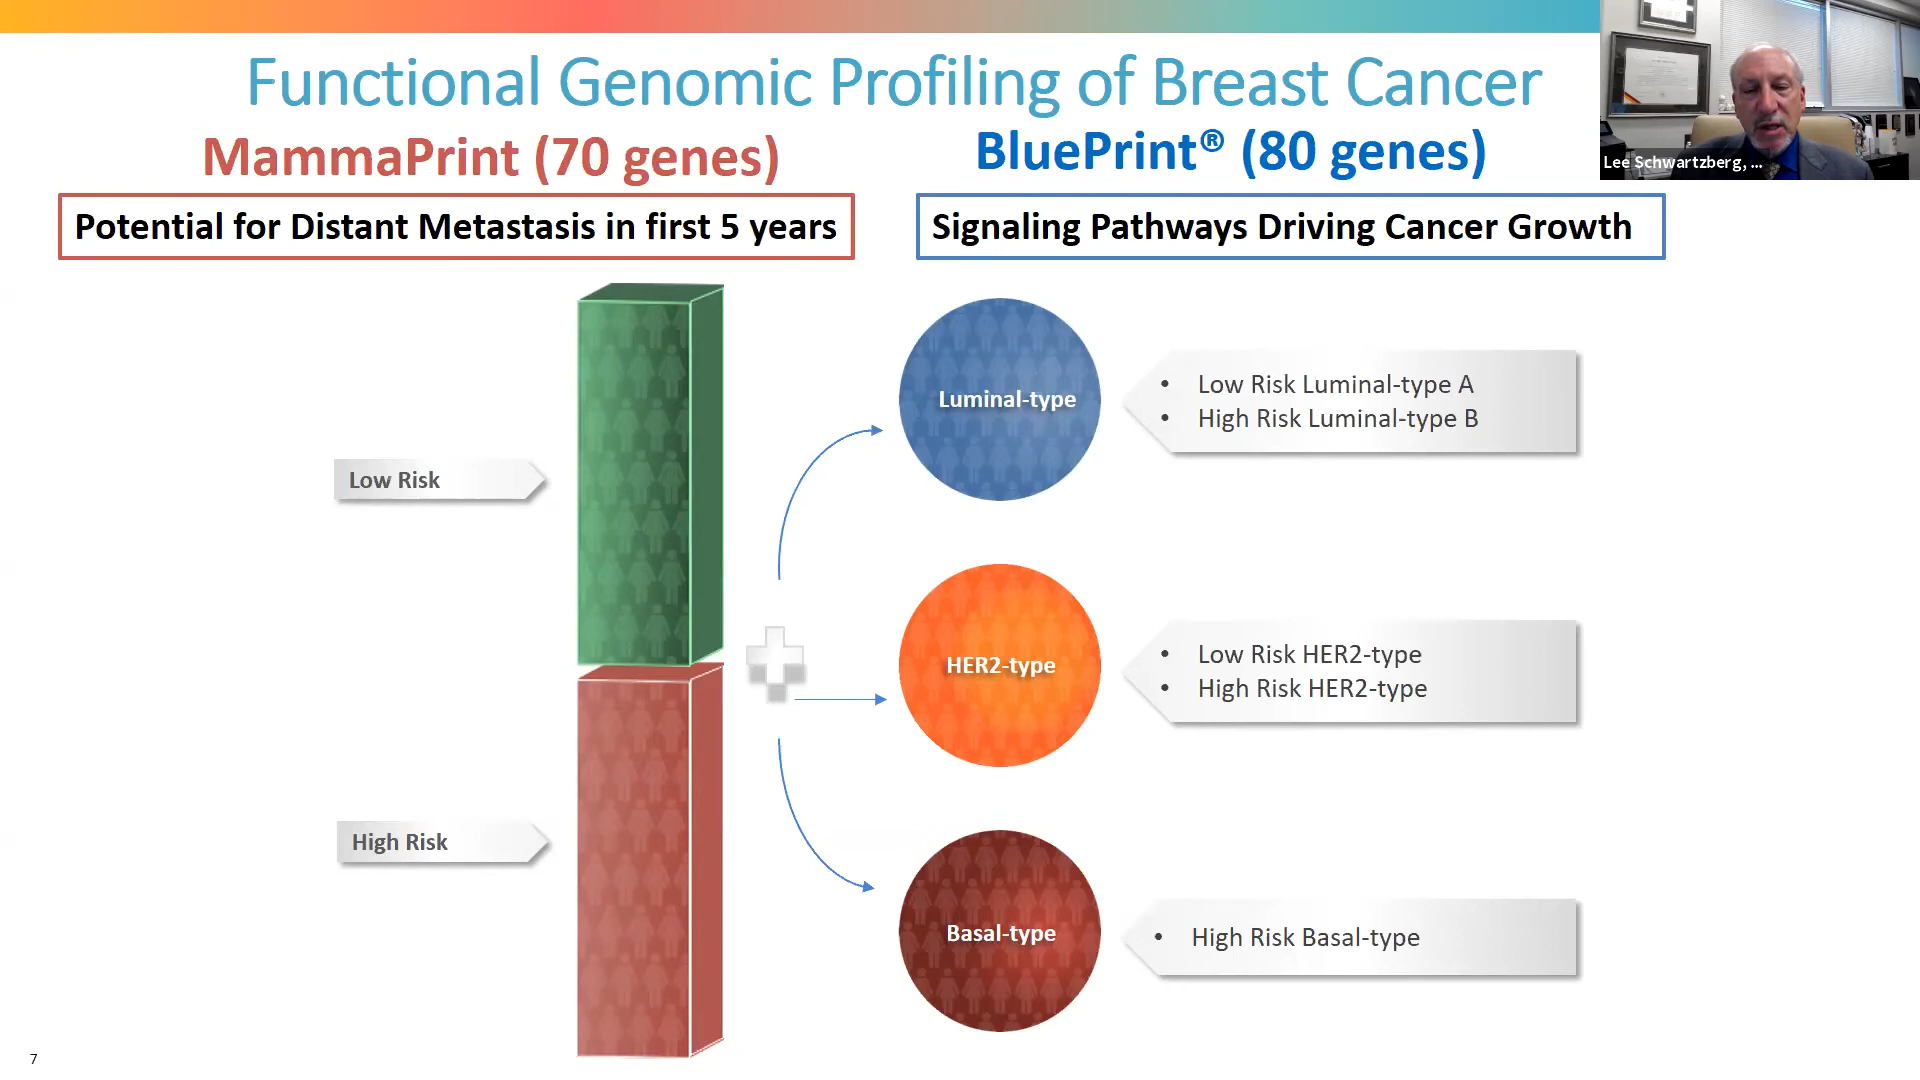 Functional Genomic Profiling of Breast Cancer
MammaPrint (70 genes)
BluePrint® (80 genes)
Lee Schwartzberg, ...
Potential for Distant Metastasis in first 5 years
Signaling Pathways Driving Cancer Growth
Low Risk
High Risk
Luminal-type
• Low Risk Luminal-type A
• High Risk Luminal-type B
HER2-type
• Low Risk HER2-type
• High Risk HER2-type
Basal-type
• High Risk Basal-type
7